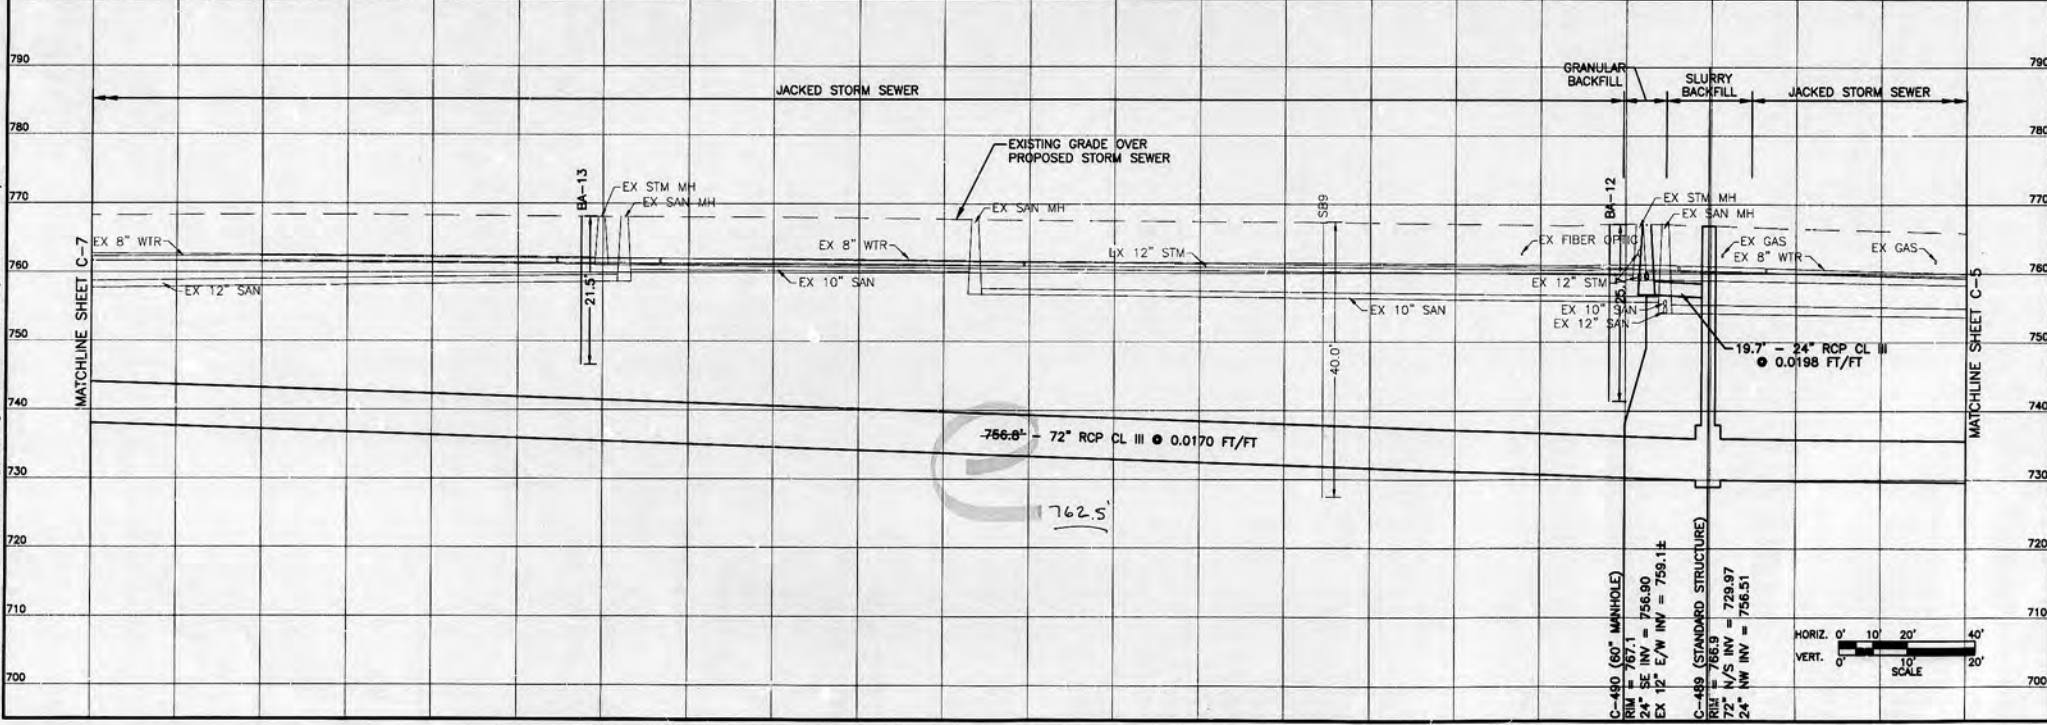 790
790
GRANULAR
BACKFILL
SLURRY
BACKFILL
JACKED STORM SEWER
JACKED STORM SEWER
780
780
EXISTING GRADE OVER
PROPOSED STORM SEWER
770
770
BA-13
EX STM MH
EX SAN MH
EX SAN MH
SB9
BA-12
EX STM MH
EX SAN MH
MATCHLINE SHEET C-7
EX 8" WTR
EX 8" WTR
EX 12" STM
EX FIBER OPTIC
EX GAS
EX 8" WTR
EX GAS
760
760
EX 12" SAN
21.5'
EX 10" SAN
EX 12" STM
25.7'
EX 10" SAN
EX 10" SAN
EX 12" SAN
MATCHLINE SHEET C-5
750
750
40.0'
19.7' - 24" RCP CL III
@ 0.0198 FT/FT
740
740
756.8' - 72" RCP CL III @ 0.0170 FT/FT
730
730
762.5'
720
720
710
710
700
700
C-490 (60" MANHOLE)
RIM = 767.1
24" SE INV = 756.90
EX 12" E/W INV = 759.1±
C-489 (STANDARD STRUCTURE)
RIM = 766.9
72" N/S INV = 729.97
24" NW INV = 756.51
HORIZ. 0' 10' 20' 40'
VERT. 0' 10' 20'
SCALE